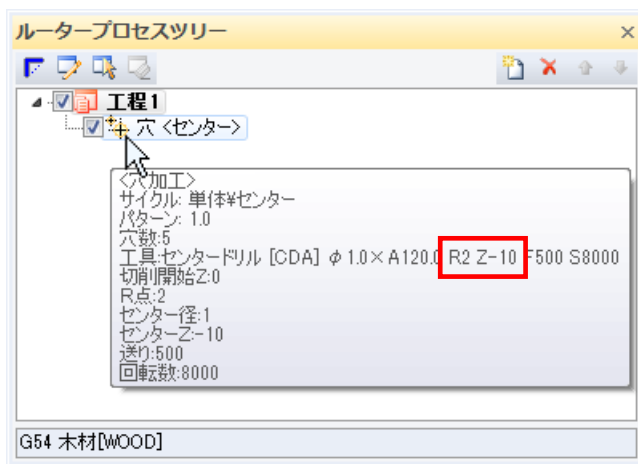 ルータープロセスツリー
工程1
穴 <センター>
<穴加工>
サイクル: 単体¥センター
パターン: 1.0
穴数:5
工具:センタードリル [CDA] φ1.0×A120.0 R2 Z-10 F500 S8000
切削開始Z:0
R点:2
センター径:1
センターZ:-10
送り:500
回転数:8000
G54 木材[WOOD]